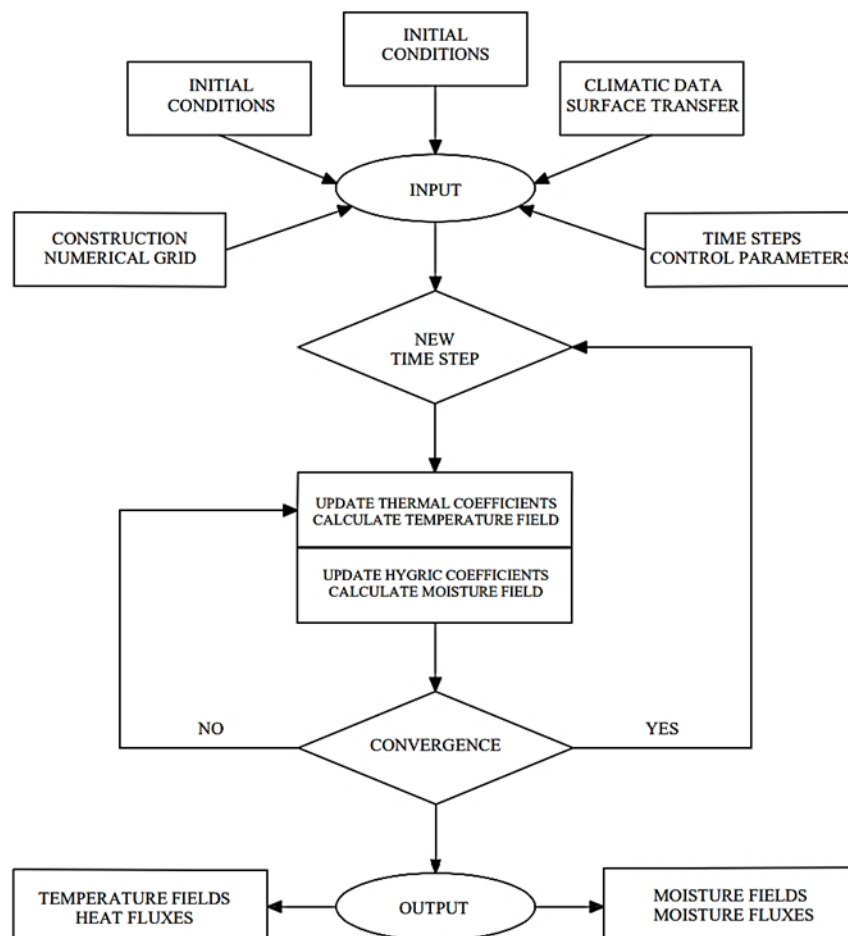 INITIAL
CONDITIONS
INITIAL
CONDITIONS
CLIMATIC DATA
SURFACE TRANSFER
INPUT
CONSTRUCTION
NUMERICAL GRID
TIME STEPS
CONTROL PARAMETERS
NEW
TIME STEP
UPDATE THERMAL COEFFICIENTS
CALCULATE TEMPERATURE FIELD
UPDATE HYGRIC COEFFICIENTS
CALCULATE MOISTURE FIELD
NO
CONVERGENCE
YES
TEMPERATURE FIELDS
HEAT FLUXES
OUTPUT
MOISTURE FIELDS
MOISTURE FLUXES